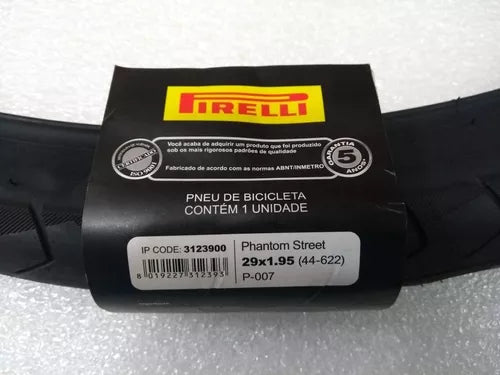 PIRELLI
Você acaba de adquirir um produto que foi produzido
sob os mais rigorosos padrões de qualidade
Fabricado de acordo com as normas ABNT/INMETRO
ISO 9001
GARANTIA
5
ANOS*
PNEU DE BICICLETA
CONTÉM 1 UNIDADE
IP CODE: 3123900
8 019227 312393
Phantom Street
29x1.95 (44-622)
P-007